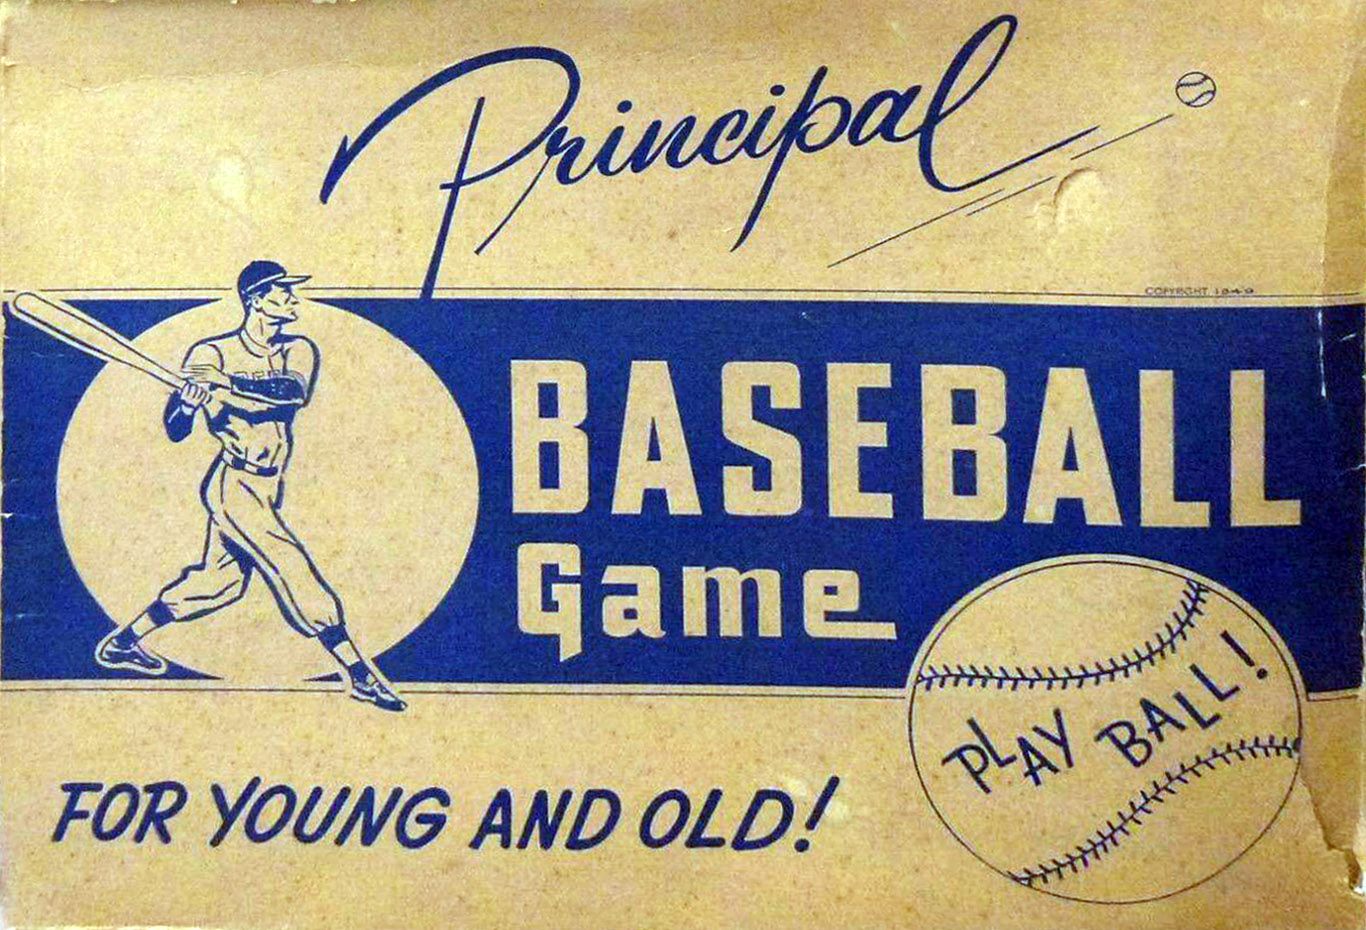 Principal
COPYRIGHT 1949
BASEBALL
Game
PLAY BALL!
FOR YOUNG AND OLD!